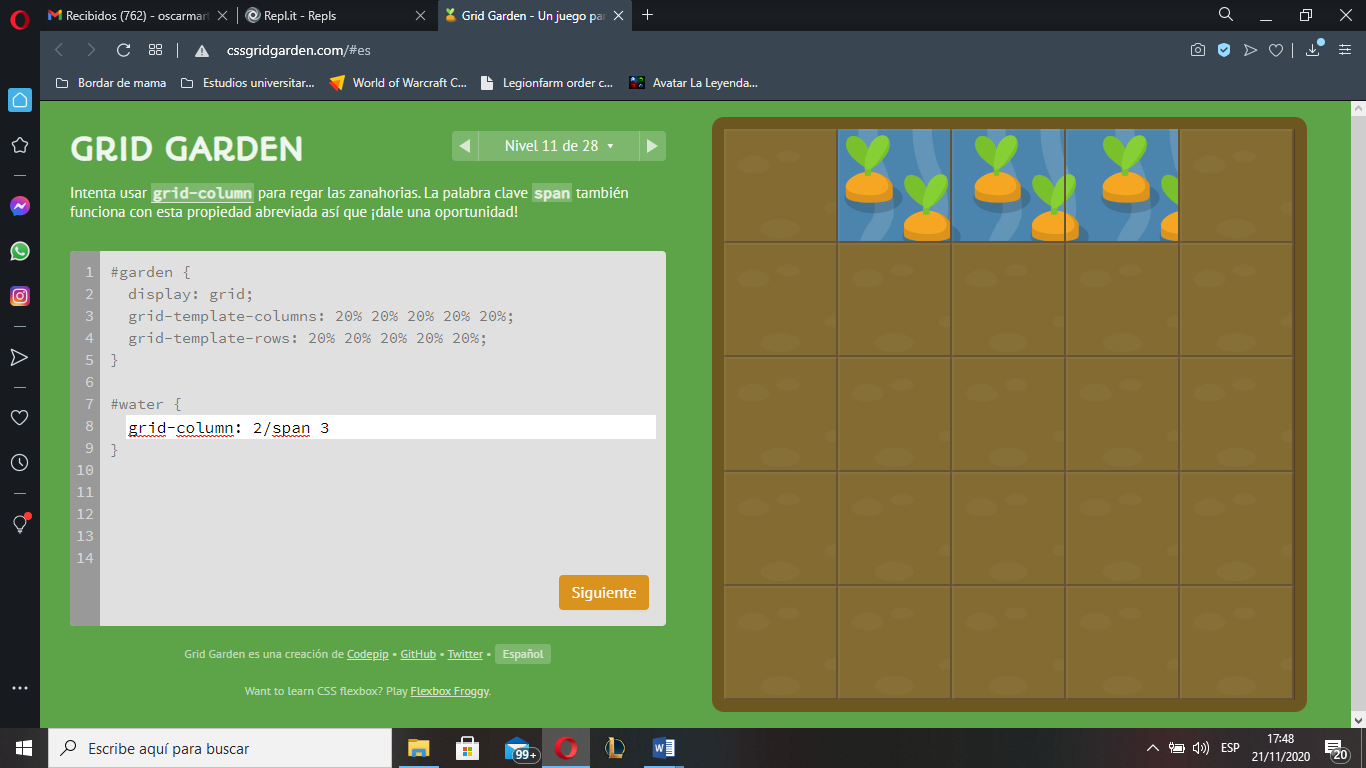 Recibidos (762) - oscarmar
Repl.it - Repls
Grid Garden - Un juego par
cssgridgarden.com/#es
Bordar de mama
Estudios universitar...
World of Warcraft C...
Legionfarm order c...
Avatar La Leyenda...
GRID GARDEN
Nivel 11 de 28
Intenta usar grid-column para regar las zanahorias. La palabra clave span también
funciona con esta propiedad abreviada así que ¡dale una oportunidad!
1 #garden {
2 display: grid;
3 grid-template-columns: 20% 20% 20% 20% 20%;
4 grid-template-rows: 20% 20% 20% 20% 20%;
5 }
6
7 #water {
8 grid-column: 2/span 3
9 }
10
11
12
13
14
Siguiente
Grid Garden es una creación de Codepip • GitHub • Twitter • Español
Want to learn CSS flexbox? Play Flexbox Froggy.
Escribe aquí para buscar
99+
W
ESP
17:48
21/11/2020
20